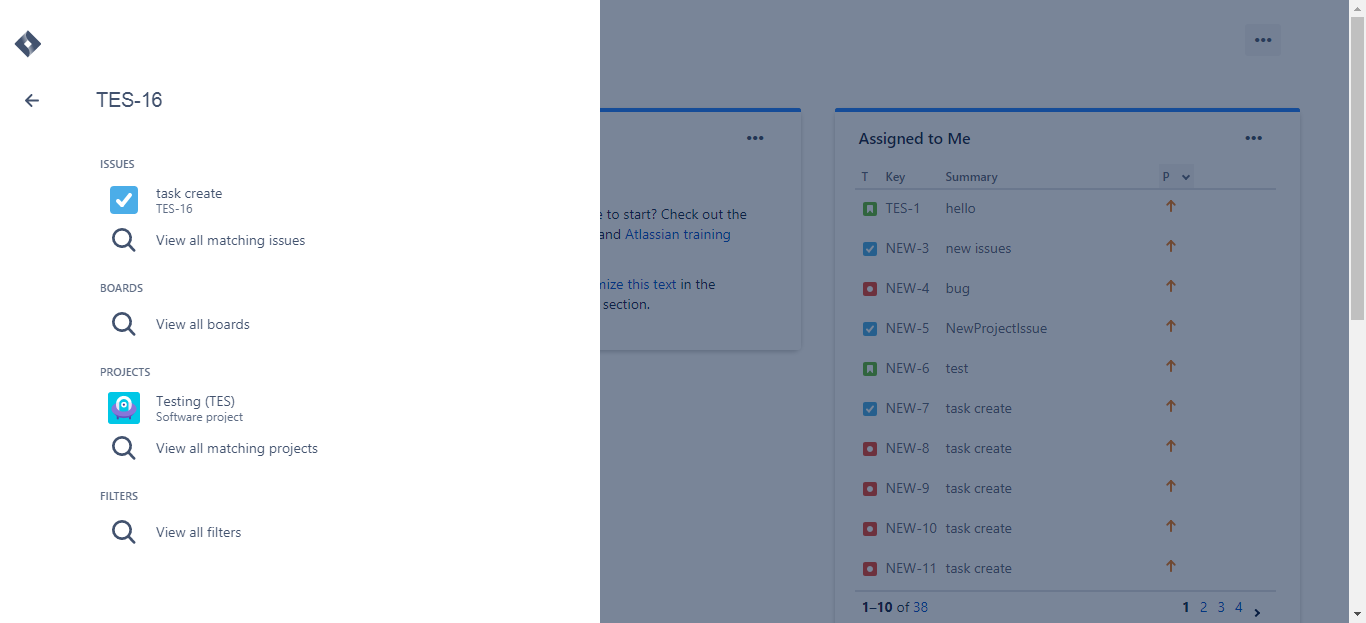 TES-16
ISSUES
task create
TES-16
View all matching issues
BOARDS
View all boards
PROJECTS
Testing (TES)
Software project
View all matching projects
FILTERS
View all filters
to start? Check out the
and Atlassian training
this text in the
section.
Assigned to Me
T Key Summary P
TES-1 hello
NEW-3 new issues
NEW-4 bug
NEW-5 NewProjectIssue
NEW-6 test
NEW-7 task create
NEW-8 task create
NEW-9 task create
NEW-10 task create
NEW-11 task create
1–10 of 38 1 2 3 4